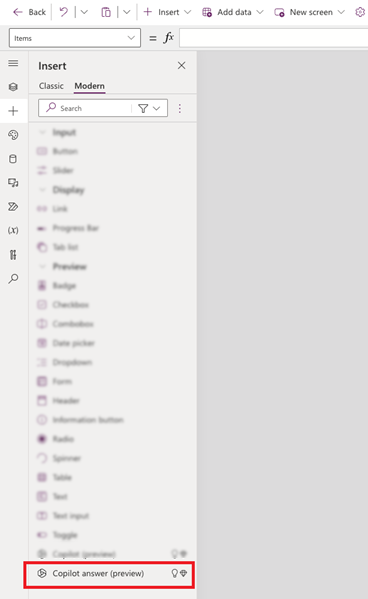 Back Insert Add data New screen
Items = fx
Insert
Classic Modern
Search
Input
Button
Slider
Display
Link
Progress Bar
Tab list
Preview
Badge
Checkbox
Combobox
Date picker
Dropdown
Form
Header
Information button
Radio
Spinner
Table
Text
Text input
Toggle
Copilot (preview)
Copilot answer (preview)
(x)